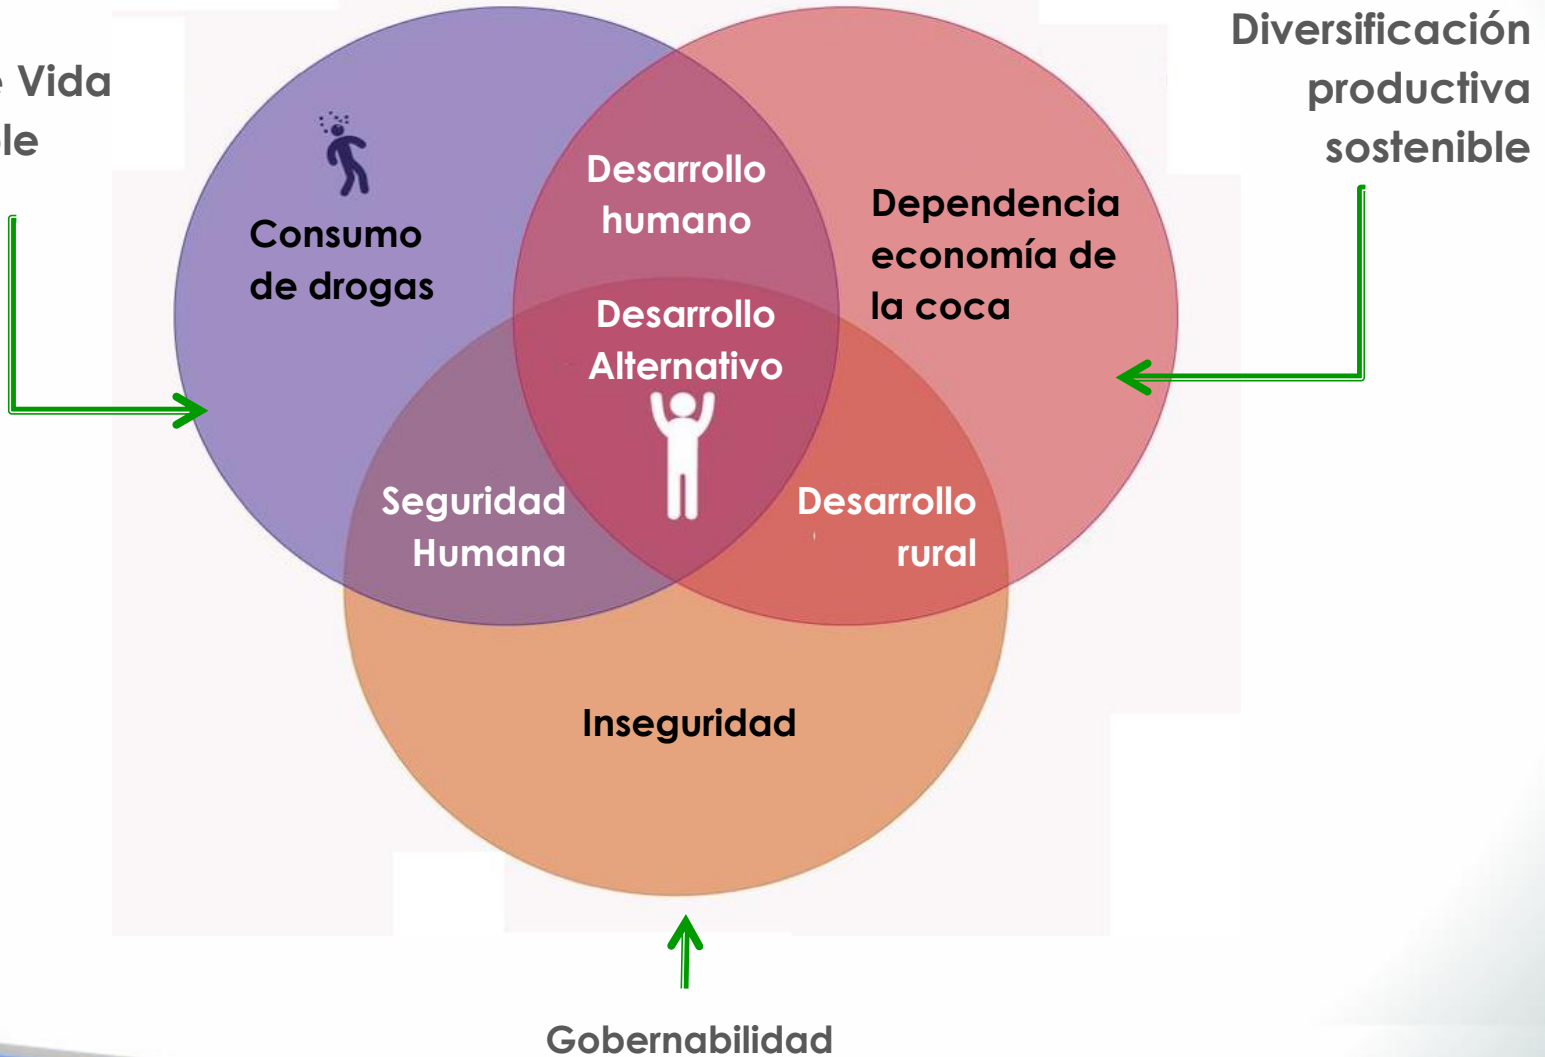 Vida
Diversificación
productiva
sostenible
Consumo
de drogas
Desarrollo
humano
Dependencia
economía de
la coca
Desarrollo
Alternativo
Seguridad
Humana
Desarrollo
rural
Inseguridad
Gobernabilidad